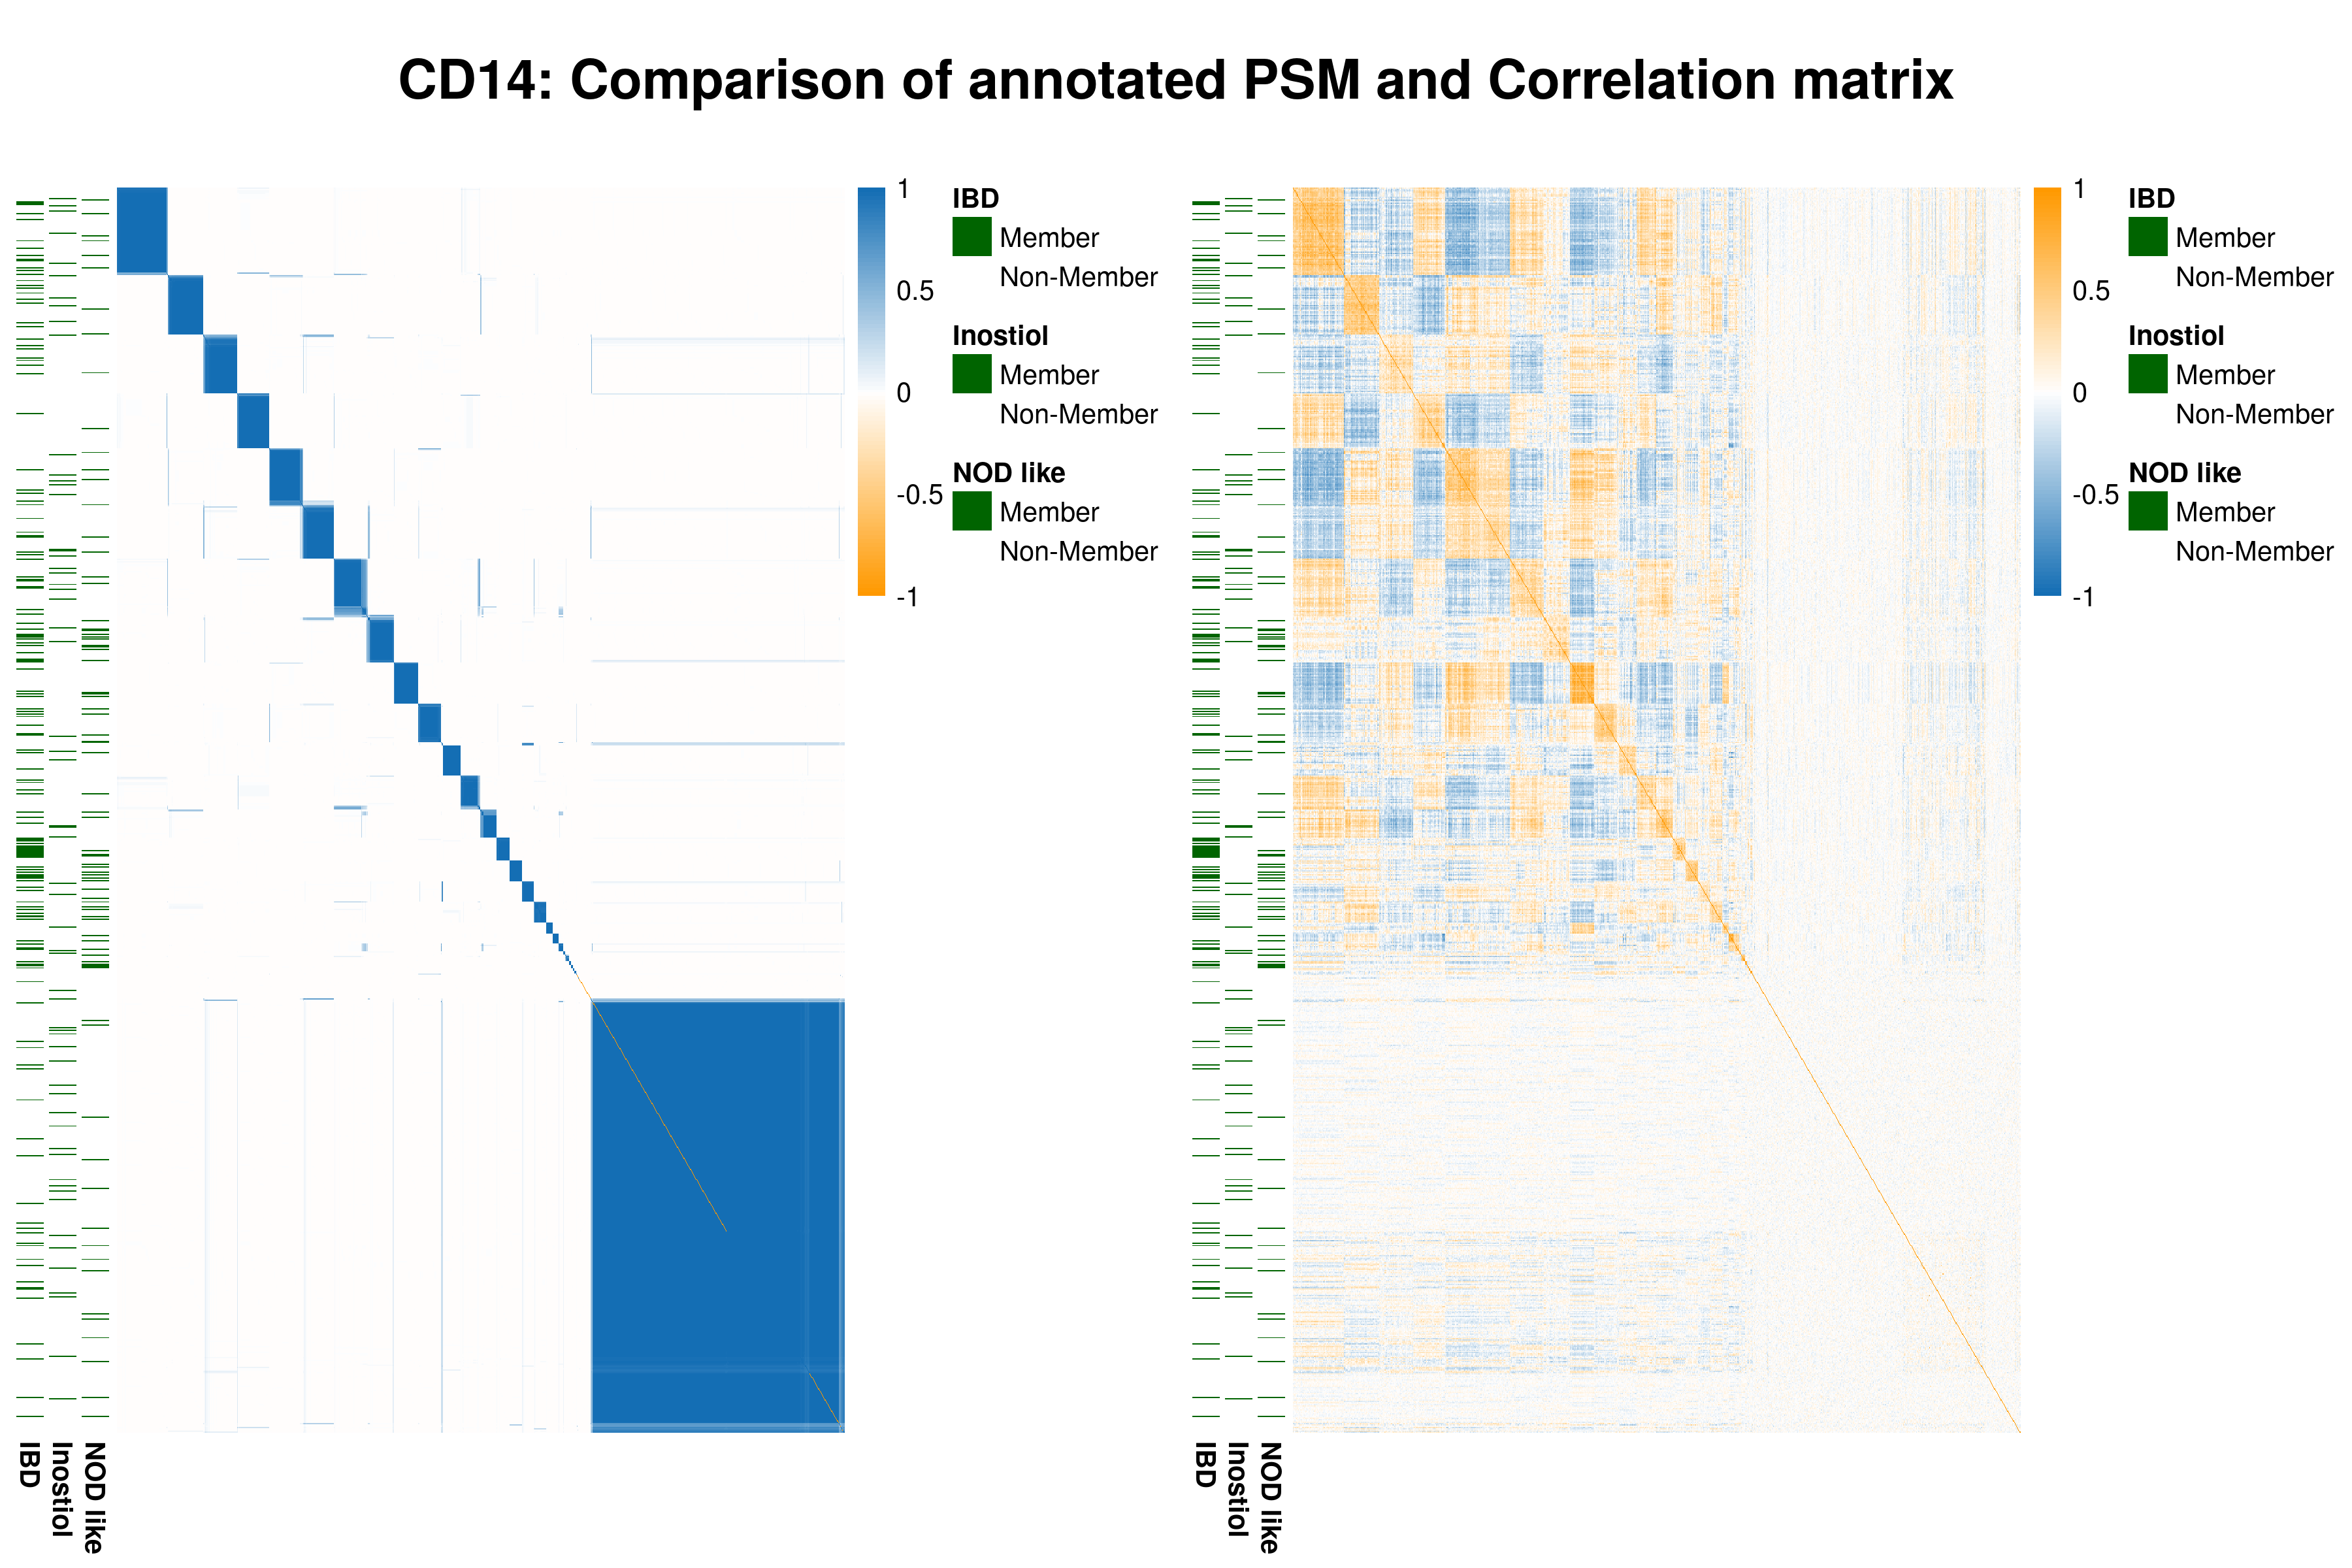 CD14: Comparison of annotated PSM and Correlation matrix
1
0.5
0
-0.5
-1
IBD
Member
Non-Member
Inostiol
Member
Non-Member
NOD like
Member
Non-Member
IBD
Inostiol
NOD like
1
0.5
0
-0.5
-1
IBD
Member
Non-Member
Inostiol
Member
Non-Member
NOD like
Member
Non-Member
IBD
Inostiol
NOD like